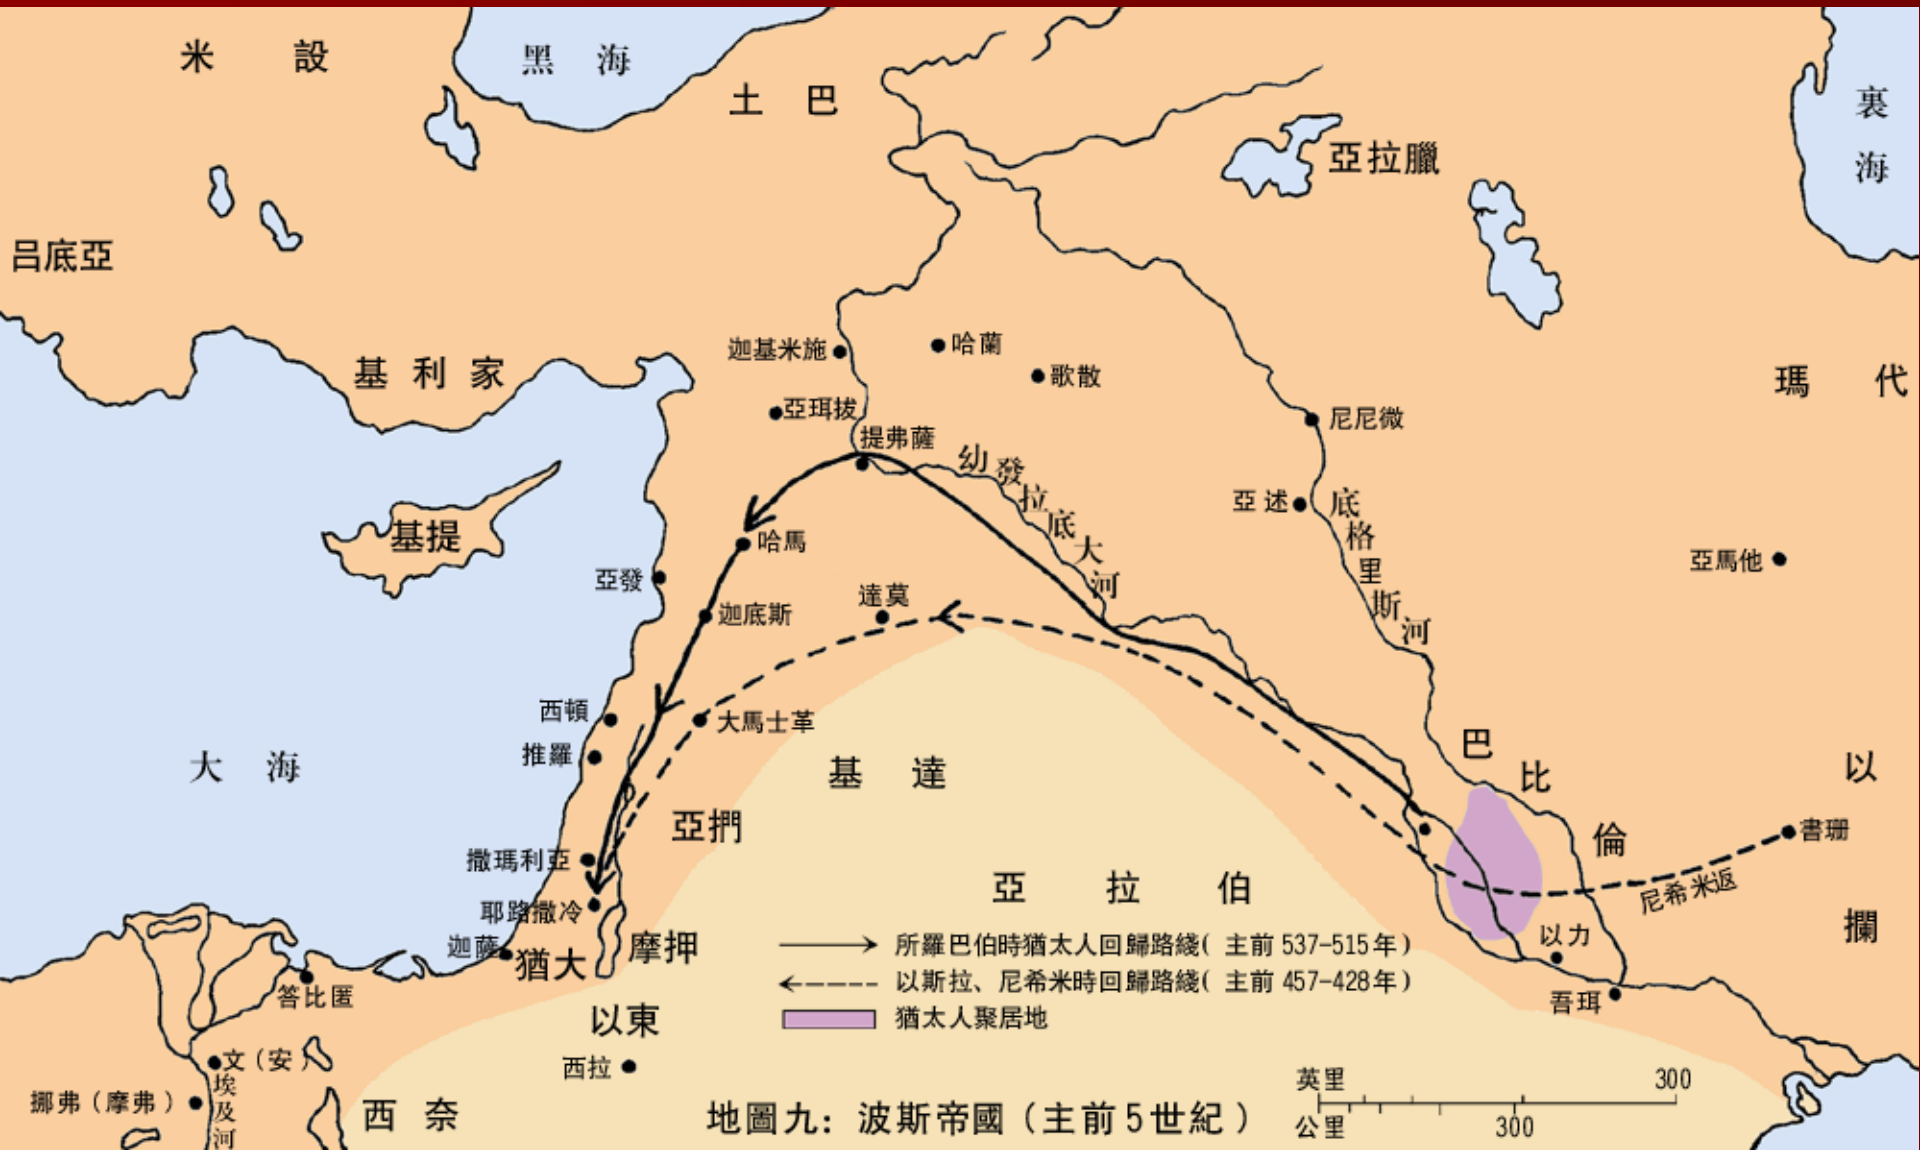 米設
黑海
土巴
裏海
亞拉臘
呂底亞
基利家
迦基米施
哈蘭
歌散
瑪代
亞珥拔
提弗薩
尼尼微
幼發拉底大河
亞述
底格里斯河
基提
哈馬
亞馬他
亞發
達莫
迦底斯
西頓
大馬士革
推羅
大海
基達
巴比倫
以攔
亞捫
書珊
撒瑪利亞
尼希米返
亞拉伯
耶路撒冷
迦薩
猶大
摩押
以力
答比匿
吾珥
所羅巴伯時猶太人回歸路綫( 主前 537–515年)
以斯拉、尼希米時回歸路綫( 主前 457–428年)
猶太人聚居地
以東
西拉
文(安)
埃及河
挪弗(摩弗)
西奈
地圖九: 波斯帝國(主前5世紀)
英里
300
公里
300